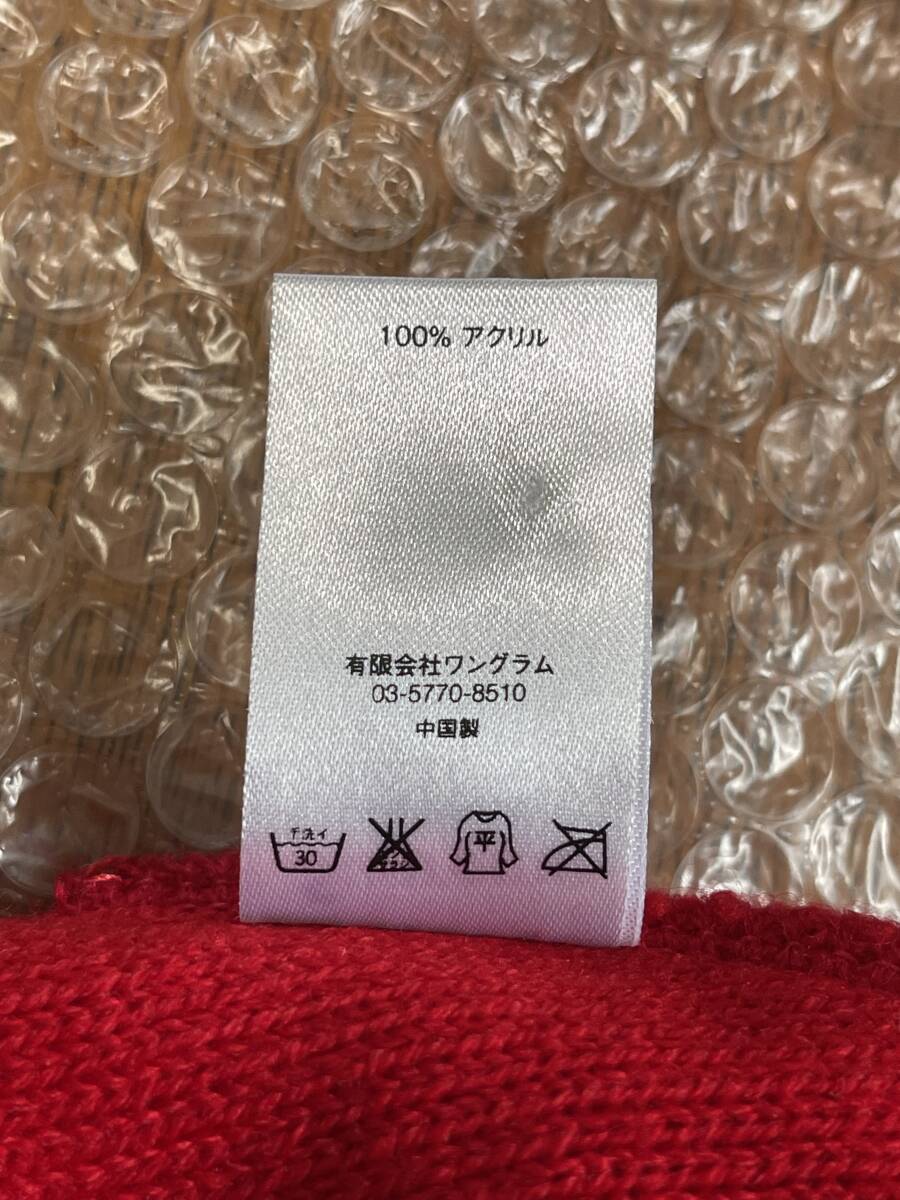 100% アクリル
有限会社ワングラム
03-5770-8510
中国製
手洗イ
30
平